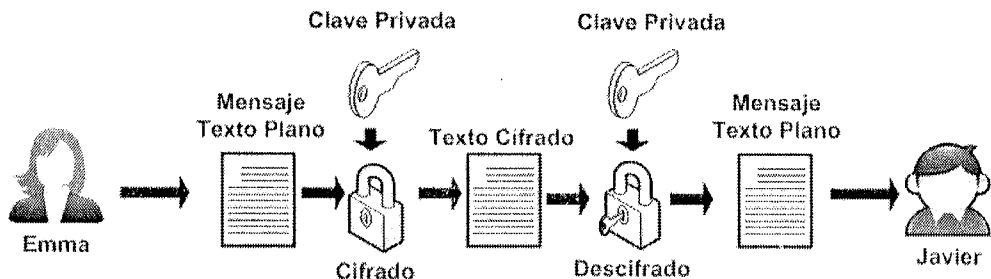 Clave Privada
Clave Privada
Mensaje
Texto Plano
Texto Cifrado
Mensaje
Texto Plano
Emma
Cifrado
Descifrado
Javier